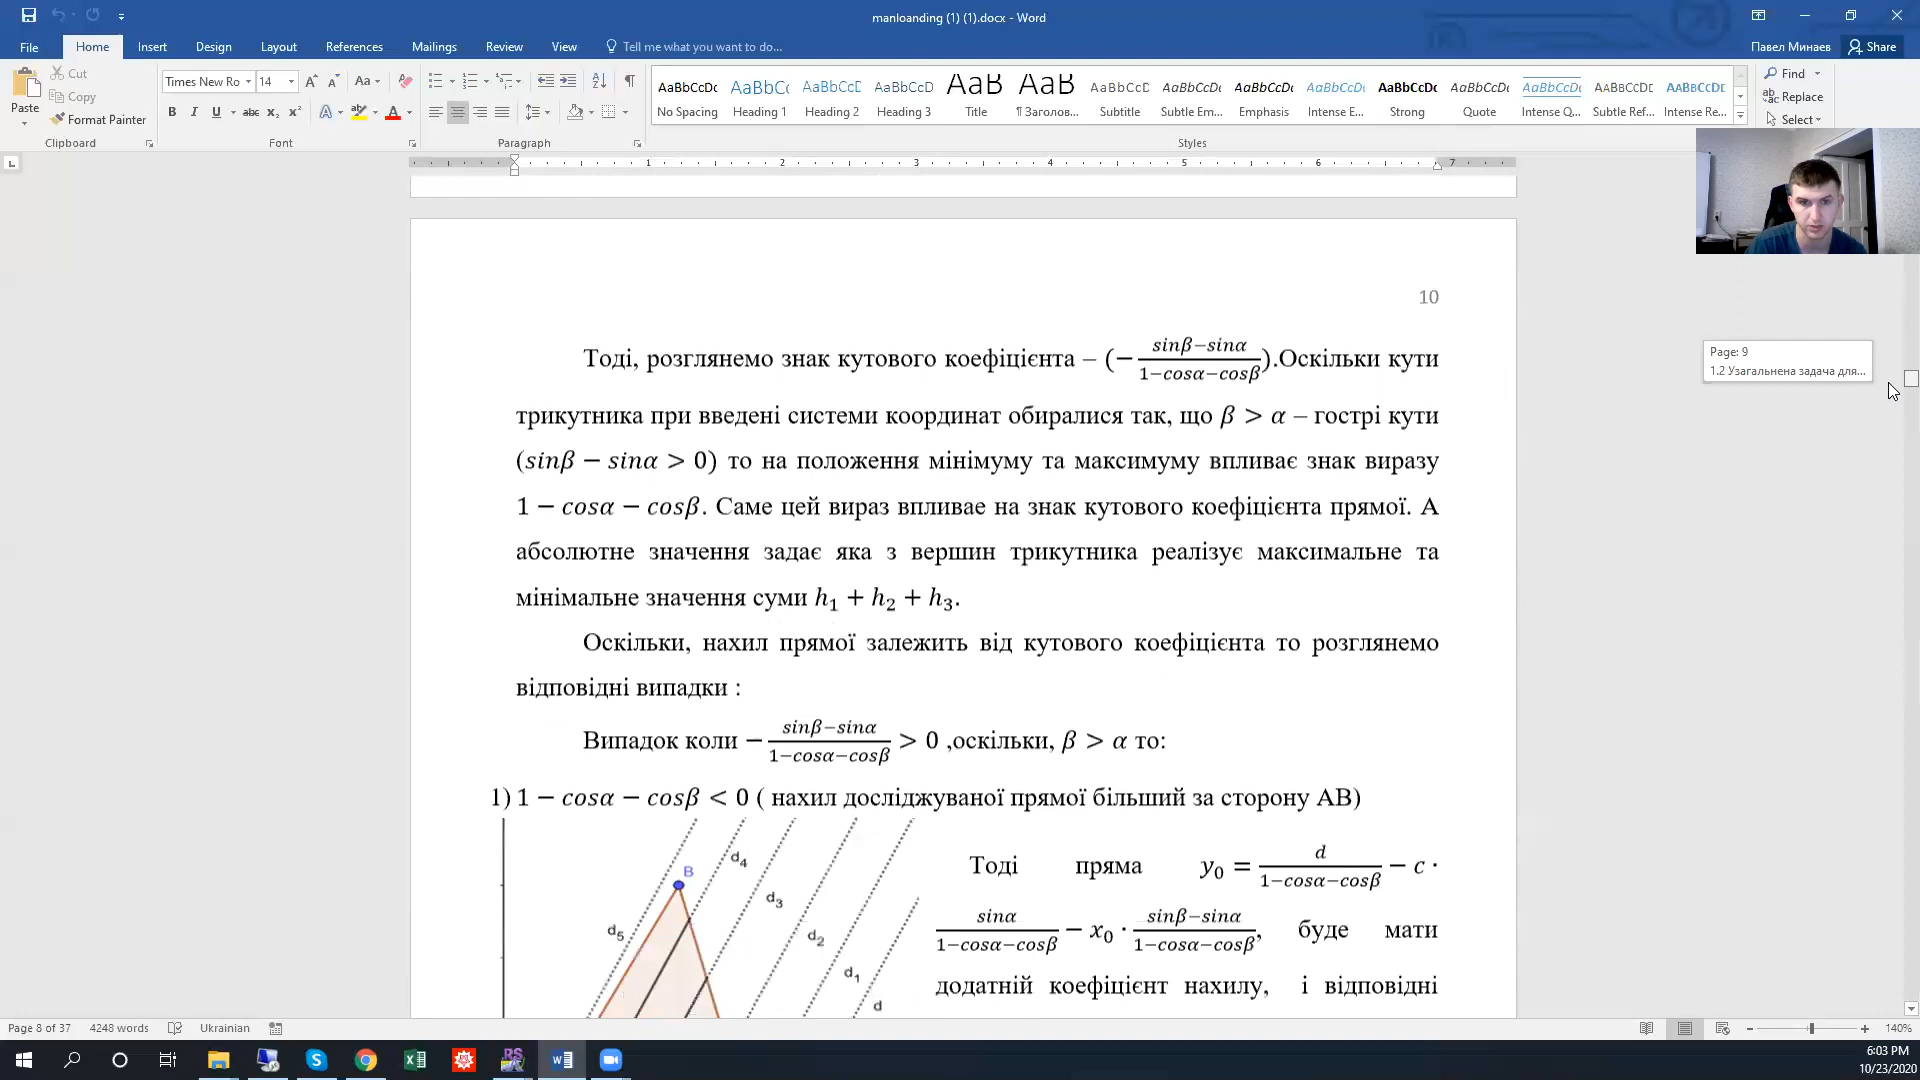 manloanding (1) (1).docx - Word
File Home Insert Design Layout References Mailings Review View Tell me what you want to do... Павел Минаев Share
Cut
Copy
Format Painter
Paste
Times New Ro 14
AaBbCcDc AaBbCc AaBbCcD AaBbCcD AaB AaB AaBbCcD AaBbCcDc AaBbCcDc AaBbCcDc AaBbCcDc AaBbCcDc AaBbCcDc AABBCCDE AABBCCDE
No Spacing Heading 1 Heading 2 Heading 3 Title ¶ Заголов... Subtitle Subtle Em... Emphasis Intense E... Strong Quote Intense Q... Subtle Ref... Intense Re...
Find
Replace
Select
Clipboard Font Paragraph Styles
1 2 3 4 5 6 7
10
Тоді, розглянемо знак кутового коефіцієнта – (−(sinβ−sinα)/(1−cosα−cosβ)).Оскільки кути
трикутника при введені системи координат обиралися так, що β > α – гострі кути
(sinβ − sinα > 0) то на положення мінімуму та максимуму впливає знак виразу
1 − cosα − cosβ. Саме цей вираз впливае на знак кутового коефіцієнта прямої. А
абсолютне значення задає яка з вершин трикутника реалізує максимальне та
мінімальне значення суми h₁ + h₂ + h₃.
Оскільки, нахил прямої залежить від кутового коефіцієнта то розглянемо
відповідні випадки :
Випадок коли −(sinβ−sinα)/(1−cosα−cosβ) > 0 ,оскільки, β > α то:
1) 1 − cosα − cosβ < 0 ( нахил досліджуваної прямої більший за сторону АВ)
B
d₄
d₃
d₅
d₂
d₁
d
Тоді пряма y₀ = d/(1−cosα−cosβ) − c ·
sinα/(1−cosα−cosβ) − x₀ · (sinβ−sinα)/(1−cosα−cosβ), буде мати
додатній коефіцієнт нахилу, і відповідні
Page: 9
1.2 Узагальнена задача для...
Page 8 of 37 4248 words Ukrainian 140%
6:03 PM
10/23/2020